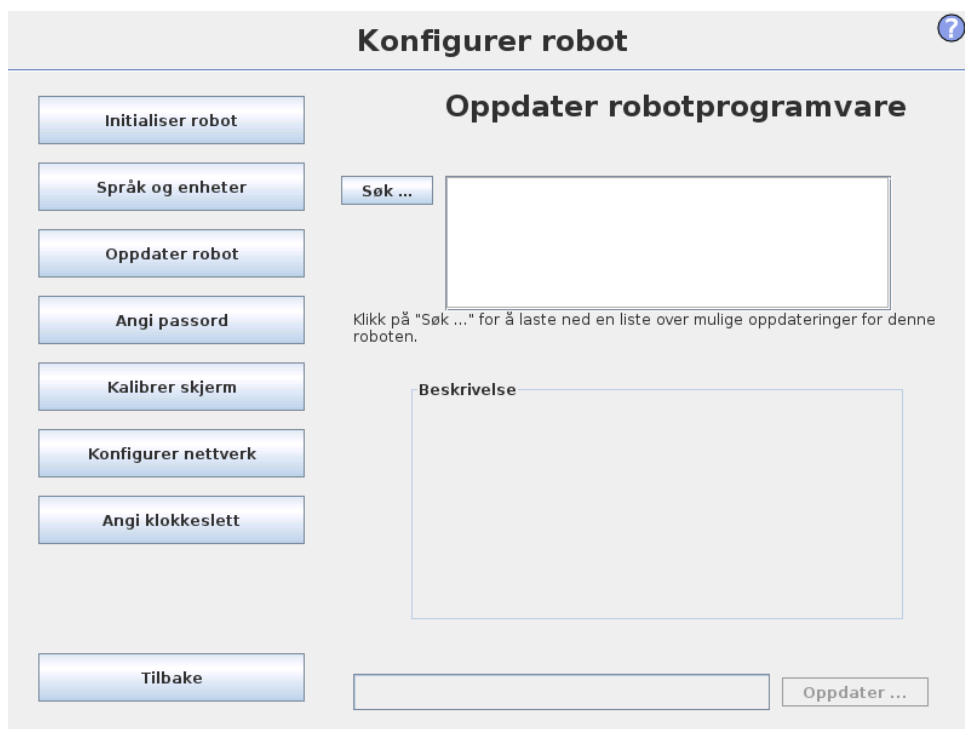 Konfigurer robot
?
Initialiser robot
Språk og enheter
Oppdater robot
Angi passord
Kalibrer skjerm
Konfigurer nettverk
Angi klokkeslett
Tilbake
Oppdater robotprogramvare
Søk ...
Klikk på "Søk ..." for å laste ned en liste over mulige oppdateringer for denne
roboten.
Beskrivelse
Oppdater ...